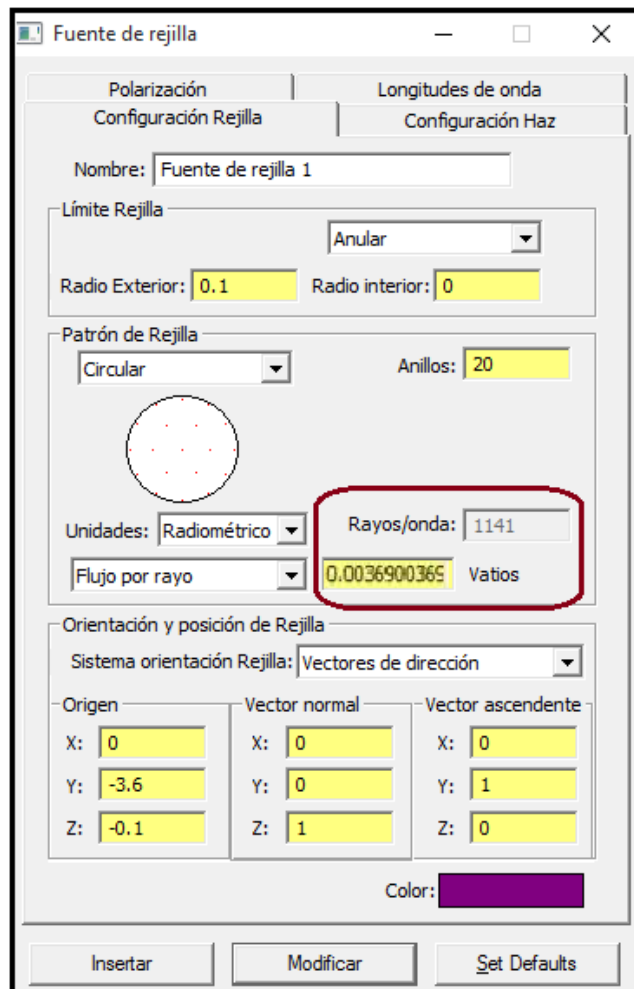 Fuente de rejilla
Polarización Longitudes de onda
Configuración Rejilla Configuración Haz
Nombre: Fuente de rejilla 1
Límite Rejilla
Anular
Radio Exterior: 0.1 Radio interior: 0
Patrón de Rejilla
Circular Anillos: 20
Unidades: Radiométrico Rayos/onda: 1141
Flujo por rayo 0.0036900369 Vatios
Orientación y posición de Rejilla
Sistema orientación Rejilla: Vectores de dirección
Origen Vector normal Vector ascendente
X: 0 X: 0 X: 0
Y: -3.6 Y: 0 Y: 1
Z: -0.1 Z: 1 Z: 0
Color:
Insertar Modificar Set Defaults